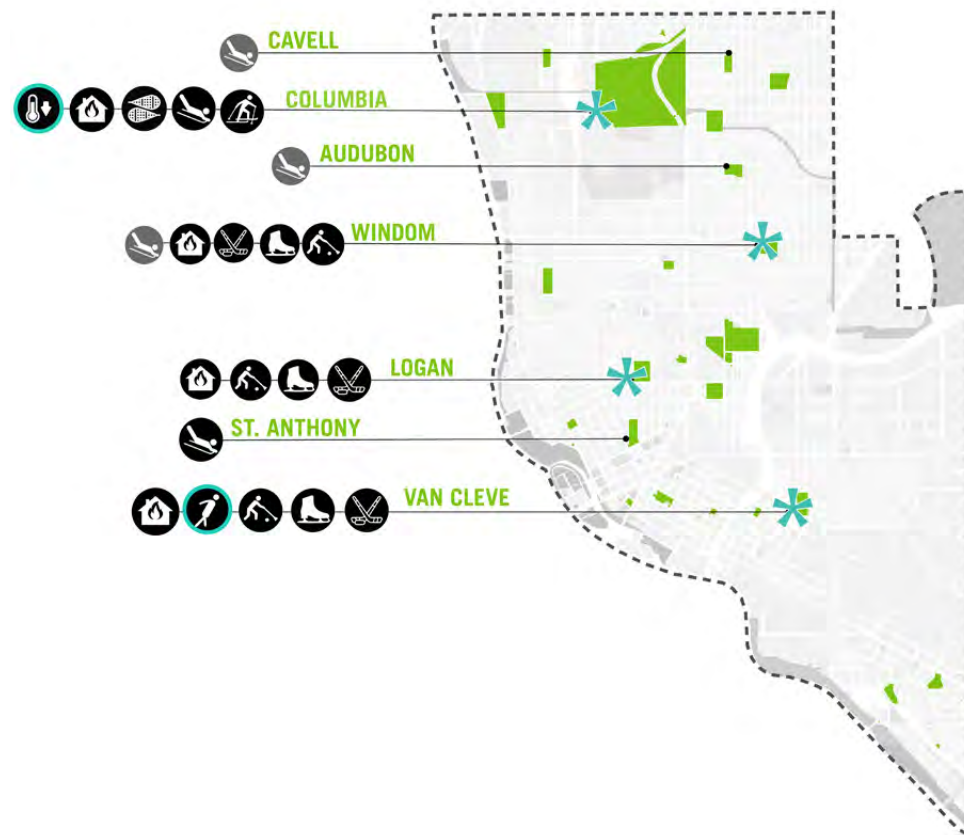 CAVELL
COLUMBIA
AUDUBON
WINDOM
LOGAN
ST. ANTHONY
VAN CLEVE